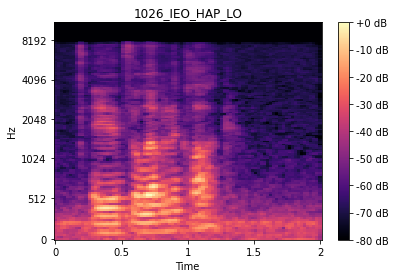 1026_IEO_HAP_LO
+0 dB
8192
-10 dB
4096
-20 dB
-30 dB
2048
-40 dB
Hz
1024
-50 dB
512
-60 dB
-70 dB
0
-80 dB
0
0.5
1
1.5
2
Time